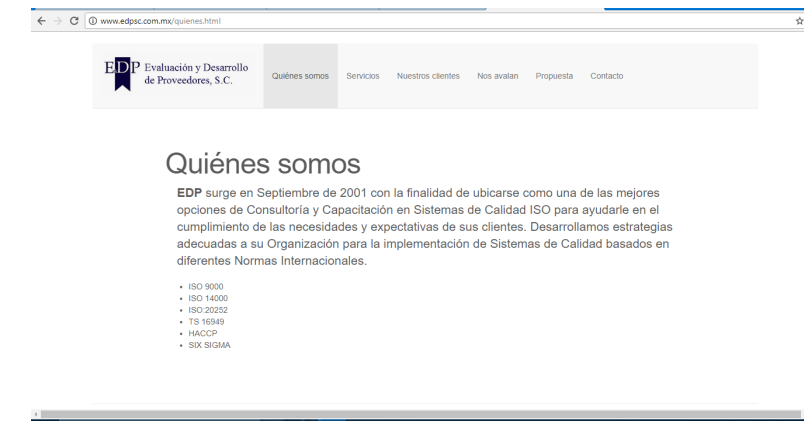 www.edpsc.com.mx/quienes.html
EDP Evaluación y Desarrollo
de Proveedores, S.C.
Quiénes somos Servicios Nuestros clientes Nos avalan Propuesta Contacto
Quiénes somos
EDP surge en Septiembre de 2001 con la finalidad de ubicarse como una de las mejores
opciones de Consultoría y Capacitación en Sistemas de Calidad ISO para ayudarle en el
cumplimiento de las necesidades y expectativas de sus clientes. Desarrollamos estrategias
adecuadas a su Organización para la implementación de Sistemas de Calidad basados en
diferentes Normas Internacionales.
• ISO 9000
• ISO 14000
• ISO:20252
• TS 16949
• HACCP
• SIX SIGMA